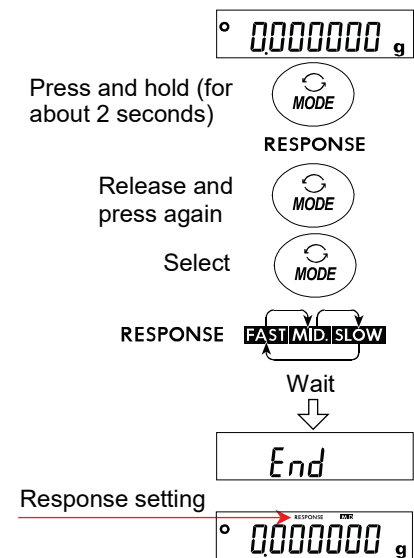 0.000000 g
Press and hold (for
about 2 seconds)
MODE
RESPONSE
Release and
press again
MODE
Select
MODE
RESPONSE FAST MID. SLOW
Wait
End
Response setting
RESPONSE MID.
0.000000 g